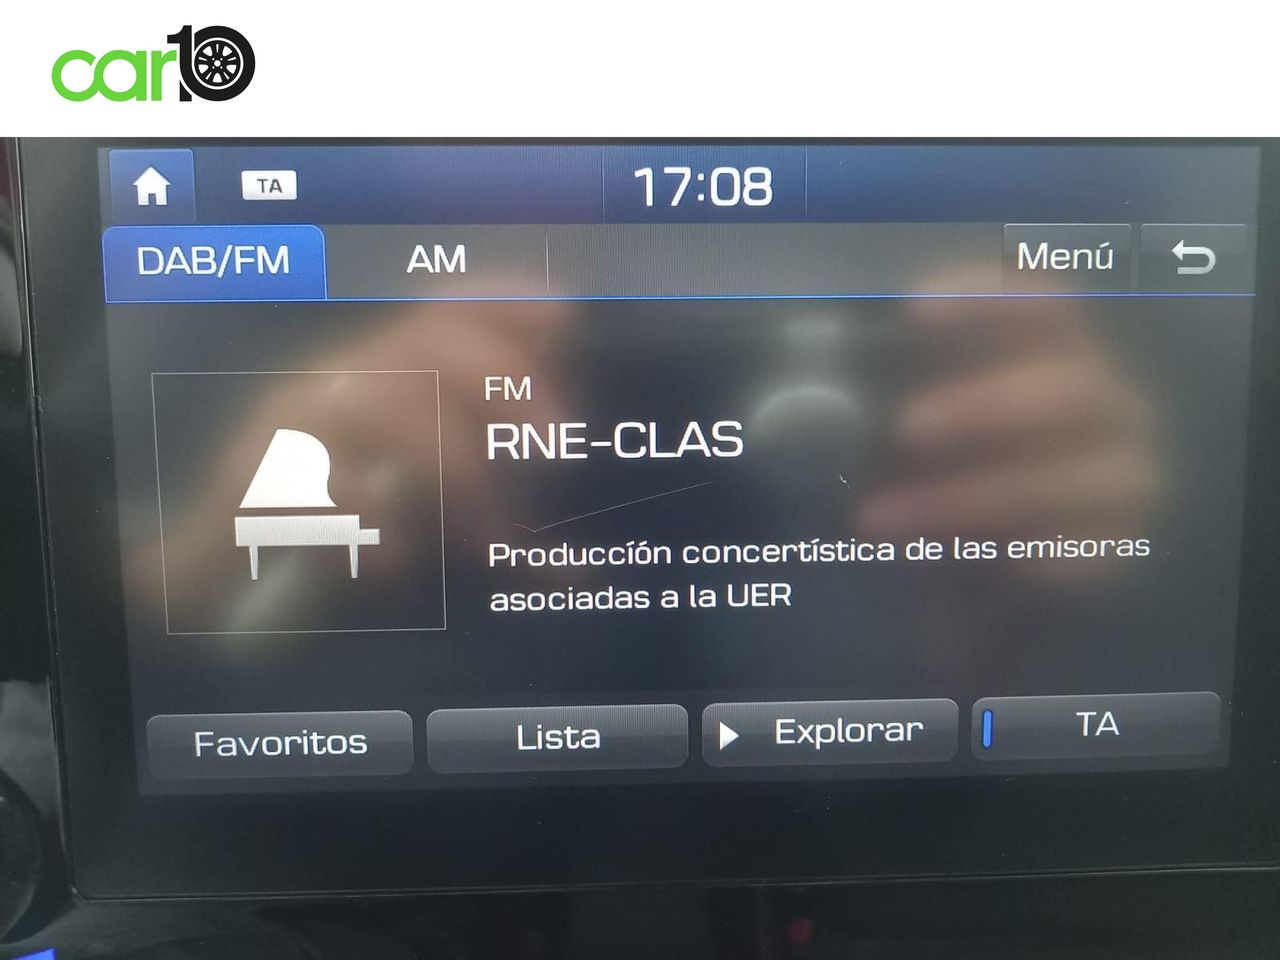 car10
TA
17:08
DAB/FM
AM
Menú
FM
RNE-CLAS
Produccíón concertística de las emisoras
asociadas a la UER
Favoritos
Lista
Explorar
TA